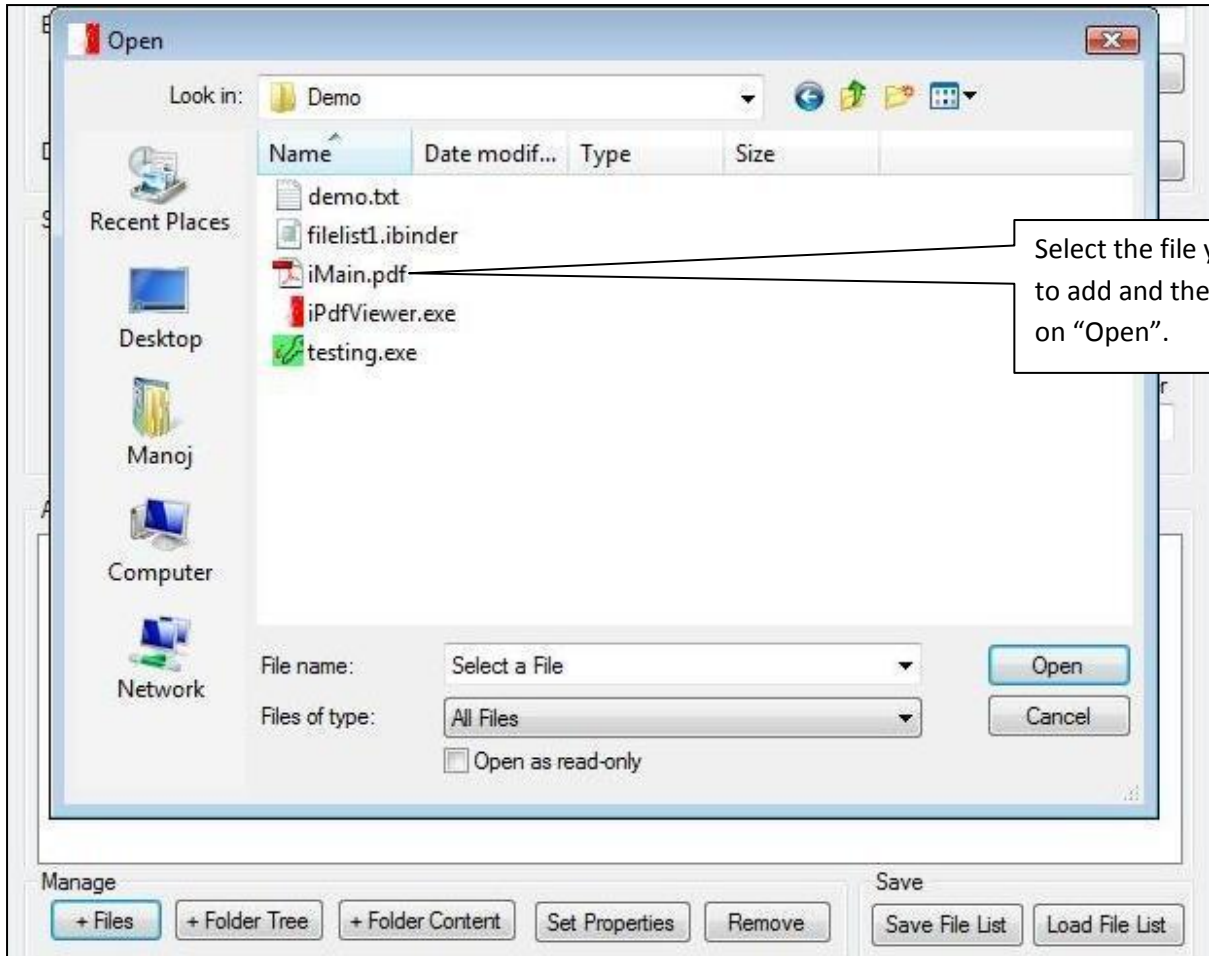 Open
Look in:
Demo
Name Date modif... Type Size
demo.txt
filelist1.ibinder
iMain.pdf
iPdfViewer.exe
testing.exe
Recent Places
Desktop
Manoj
Computer
Network
Select the file
to add and
on “Open”.
File name:
Select a File
Open
Files of type:
All Files
Cancel
Open as read-only
Manage
+ Files
+ Folder Tree
+ Folder Content
Set Properties
Remove
Save
Save File List
Load File List